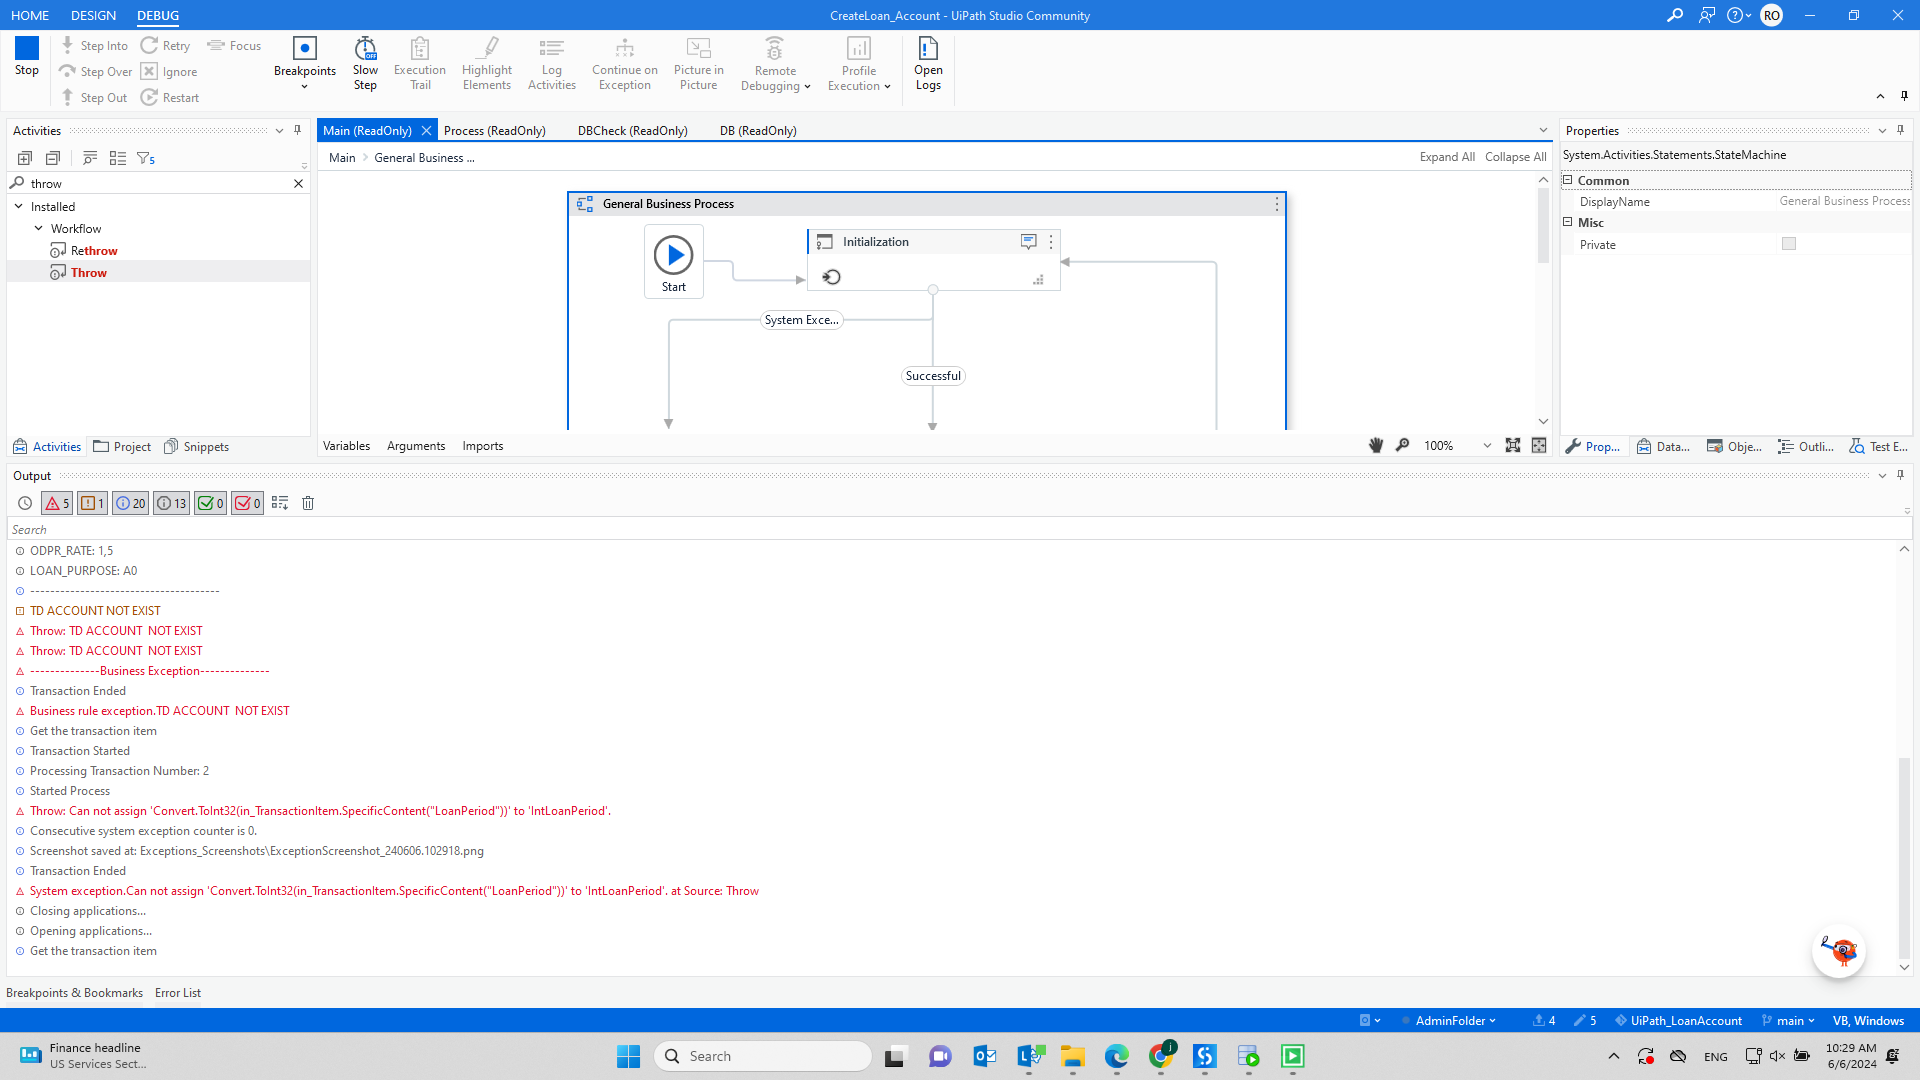 HOME DESIGN DEBUG CreateLoan_Account - UiPath Studio Community RO
Stop Step Into Retry Focus Breakpoints Slow Step Execution Trail Highlight Elements Log Activities Continue on Exception Picture in Picture Remote Debugging Profile Execution Open Logs
Step Over Ignore
Step Out Restart
Activities
5
throw
Installed
Workflow
Rethrow
Throw
Activities Project Snippets
Main (ReadOnly) Process (ReadOnly) DBCheck (ReadOnly) DB (ReadOnly)
Main General Business ... Expand All Collapse All
General Business Process
Initialization
Start
System Exce...
Successful
Variables Arguments Imports 100%
Properties
System.Activities.Statements.StateMachine
Common
DisplayName General Business Process
Misc
Private
Prop... Data... Obje... Outli... Test E...
Output
5 1 20 13 0 0
Search
ODPR_RATE: 1,5
LOAN_PURPOSE: A0
--------------------------------------
TD ACCOUNT NOT EXIST
Throw: TD ACCOUNT  NOT EXIST
Throw: TD ACCOUNT  NOT EXIST
--------------Business Exception--------------
Transaction Ended
Business rule exception.TD ACCOUNT  NOT EXIST
Get the transaction item
Transaction Started
Processing Transaction Number: 2
Started Process
Throw: Can not assign 'Convert.ToInt32(in_TransactionItem.SpecificContent("LoanPeriod"))' to 'IntLoanPeriod'.
Consecutive system exception counter is 0.
Screenshot saved at: Exceptions_Screenshots\ExceptionScreenshot_240606.102918.png
Transaction Ended
System exception.Can not assign 'Convert.ToInt32(in_TransactionItem.SpecificContent("LoanPeriod"))' to 'IntLoanPeriod'. at Source: Throw
Closing applications...
Opening applications...
Get the transaction item
Breakpoints & Bookmarks Error List
AdminFolder 4 5 UiPath_LoanAccount main VB, Windows
Finance headline
US Services Sect...
Search
ENG
10:29 AM
6/6/2024